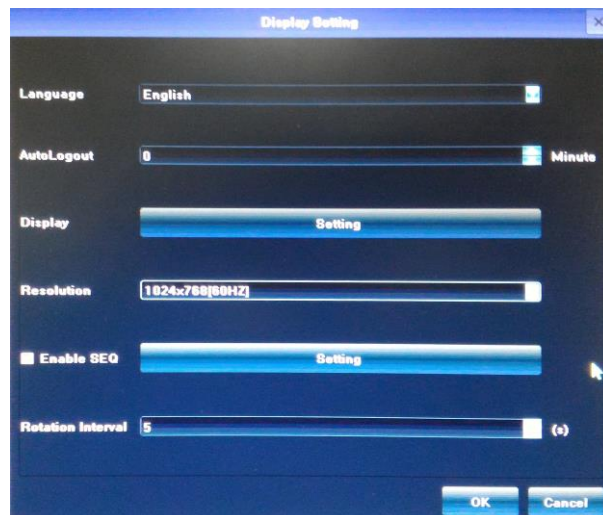 Display Setting
Language English
AutoLogout 0 Minute
Display Setting
Resolution 1024x768[60HZ]
Enable SEQ Setting
Rotation Interval 5 (s)
OK Cancel